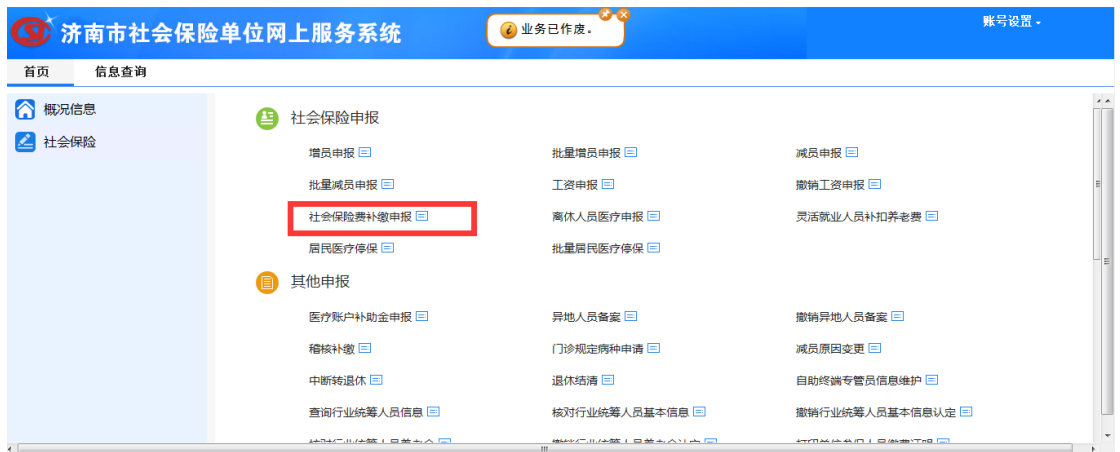 济南市社会保险单位网上服务系统
业务已作废。
账号设置
首页 信息查询
概况信息
社会保险
社会保险申报
增员申报 批量增员申报 减员申报
批量减员申报 工资申报 撤销工资申报
社会保险费补缴申报 离休人员医疗申报 灵活就业人员补扣养老费
居民医疗停保 批量居民医疗停保
其他申报
医疗账户补助金申报 异地人员备案 撤销异地人员备案
稽核补缴 门诊规定病种申请 减员原因变更
中断转退休 退休结清 自助终端专管员信息维护
查询行业统筹人员信息 核对行业统筹人员基本信息 撤销行业统筹人员基本信息认定